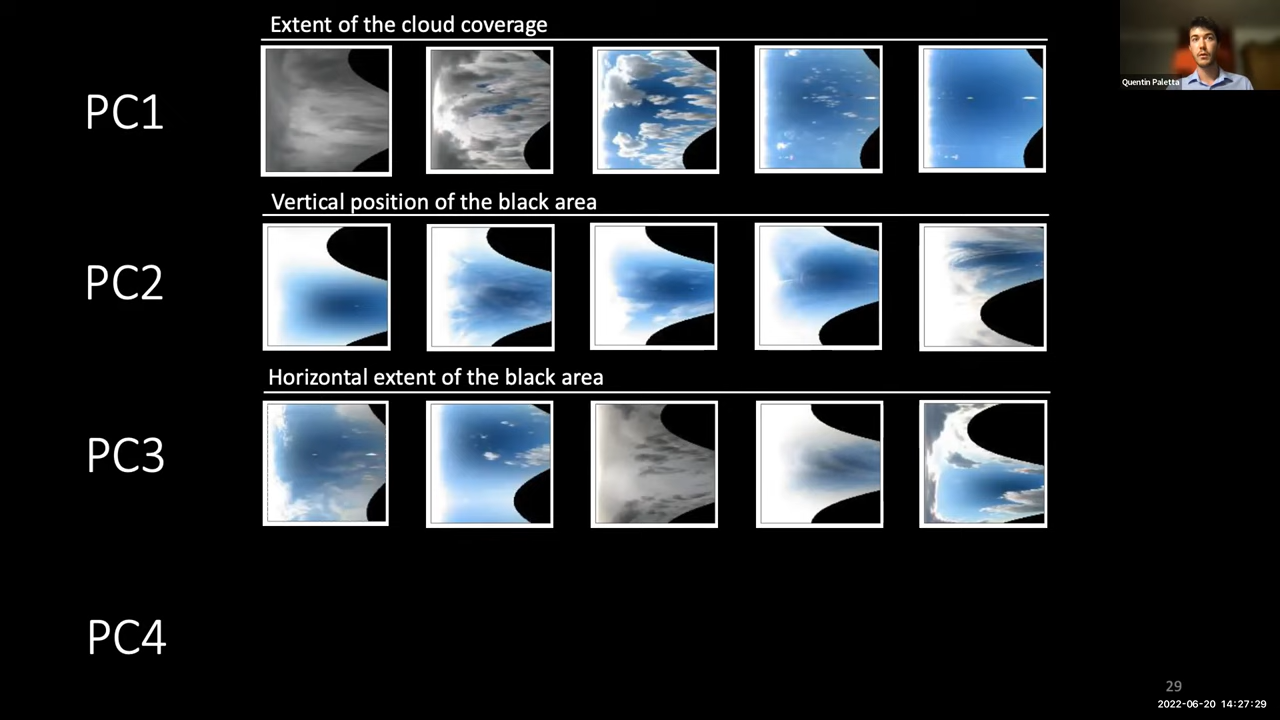 Extent of the cloud coverage
PC1
Quentin Paletta
Vertical position of the black area
PC2
Horizontal extent of the black area
PC3
PC4
29
2022-06-20 14:27:29